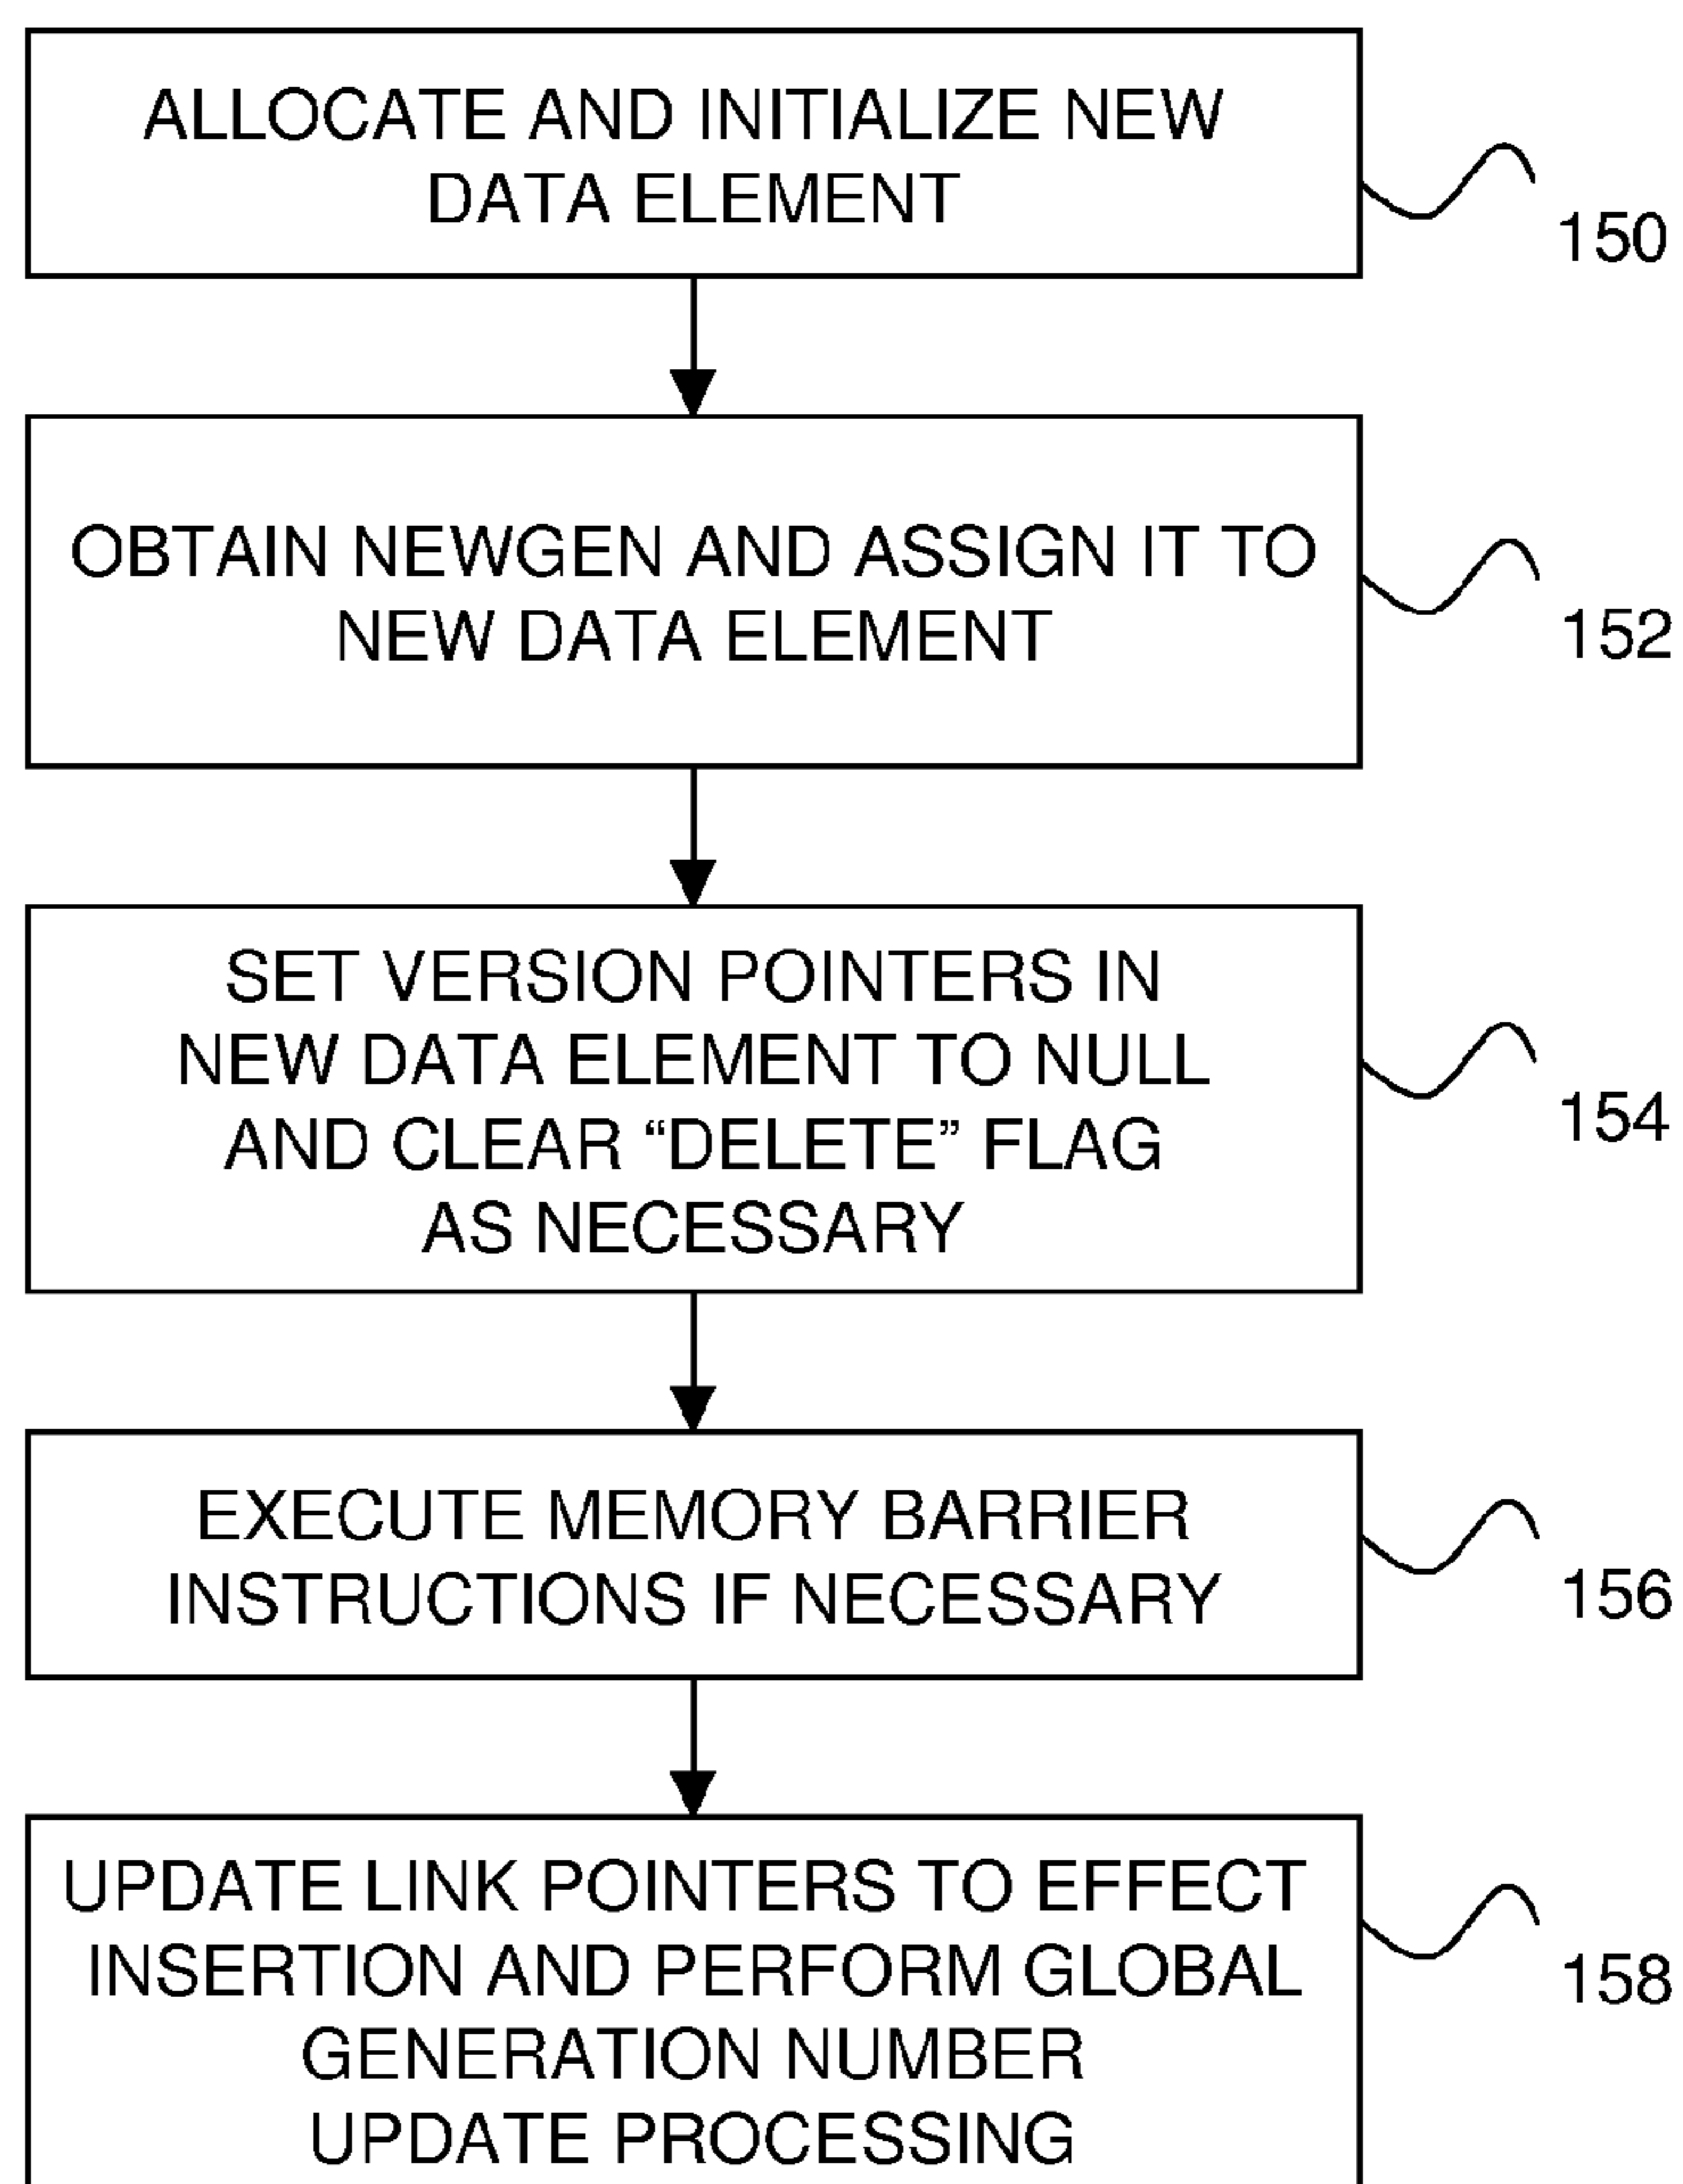 ALLOCATE AND INITIALIZE NEW
DATA ELEMENT
150
OBTAIN NEWGEN AND ASSIGN IT TO
NEW DATA ELEMENT
152
SET VERSION POINTERS IN
NEW DATA ELEMENT TO NULL
AND CLEAR “DELETE” FLAG
AS NECESSARY
154
EXECUTE MEMORY BARRIER
INSTRUCTIONS IF NECESSARY
156
UPDATE LINK POINTERS TO EFFECT
INSERTION AND PERFORM GLOBAL
GENERATION NUMBER
UPDATE PROCESSING
158